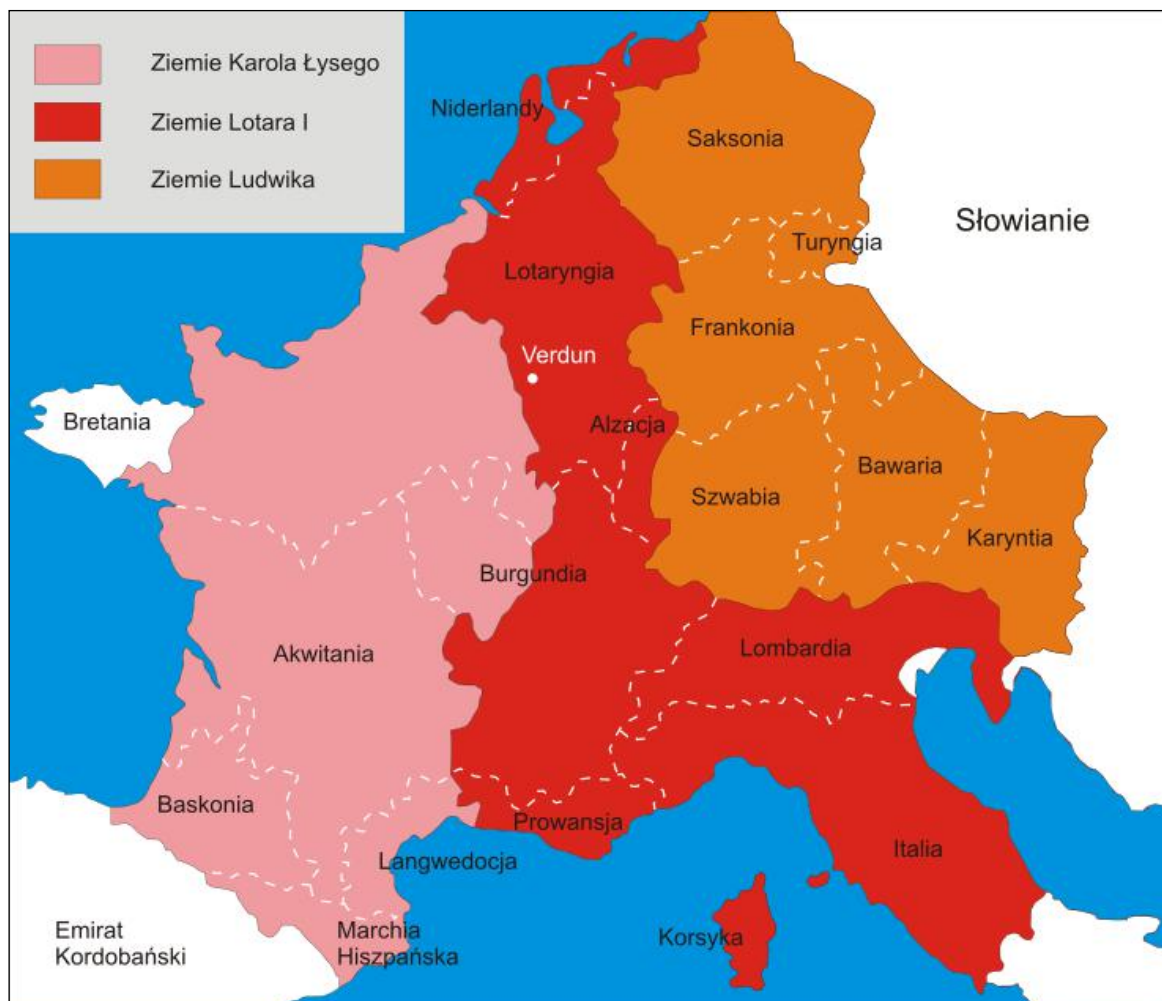 Ziemie Karola Łysego
Ziemie Lotara I
Ziemie Ludwika
Niderlandy
Saksonia
Słowianie
Turyngia
Lotaryngia
Frankonia
Verdun
Bretania
Alzacja
Bawaria
Szwabia
Karyntia
Burgundia
Akwitania
Lombardia
Baskonia
Prowansja
Langwedocja
Italia
Emirat
Kordobański
Marchia
Hiszpańska
Korsyka